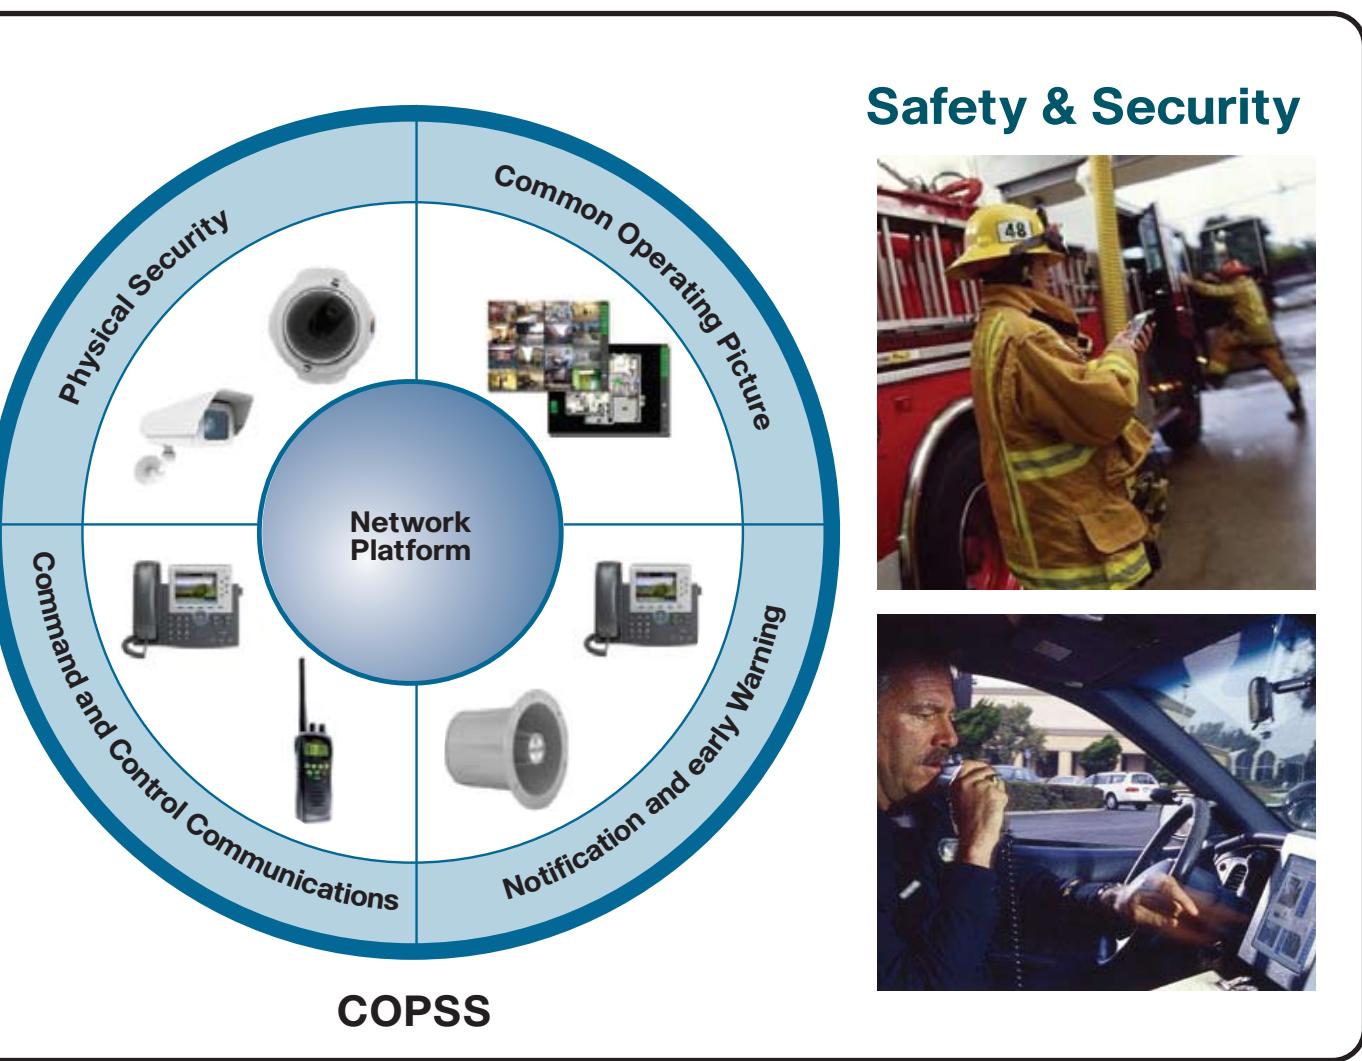 Safety & Security
Physical Security
Common Operating Picture
48
Network
Platform
Command and Control Communications
Notification and early Warning
COPSS